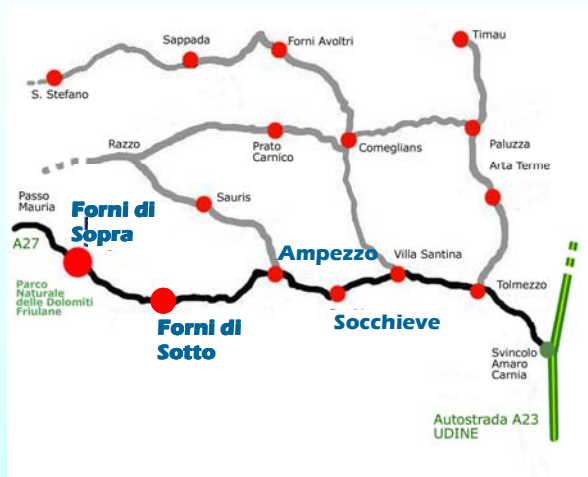 Sappada
Forni Avoltri
Timau
S. Stefano
Razzo
Prato
Carnico
Comeglians
Paluzza
Arta Terme
Passo
Mauria
Forni di
Sopra
Sauris
A27
Ampezzo
Villa Santina
Parco
Naturale
delle Dolomiti
Friulane
Tolmezzo
Forni di
Sotto
Socchieve
Svincolo
Amaro
Carnia
Autostrada A23
UDINE